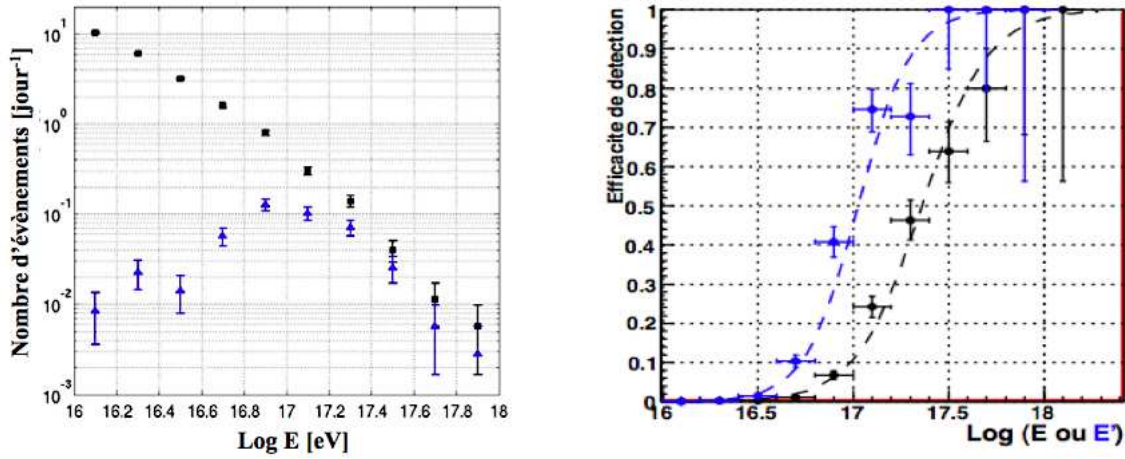 Nombre d'évènements [jour⁻¹]
10¹
10⁰
10⁻¹
10⁻²
10⁻³
16 16.2 16.4 16.6 16.8 17 17.2 17.4 17.6 17.8 18
Log E [eV]
Efficacite de detection
1
0.9
0.8
0.7
0.6
0.5
0.4
0.3
0.2
0.1
0
16 16.5 17 17.5 18
Log (E ou E')